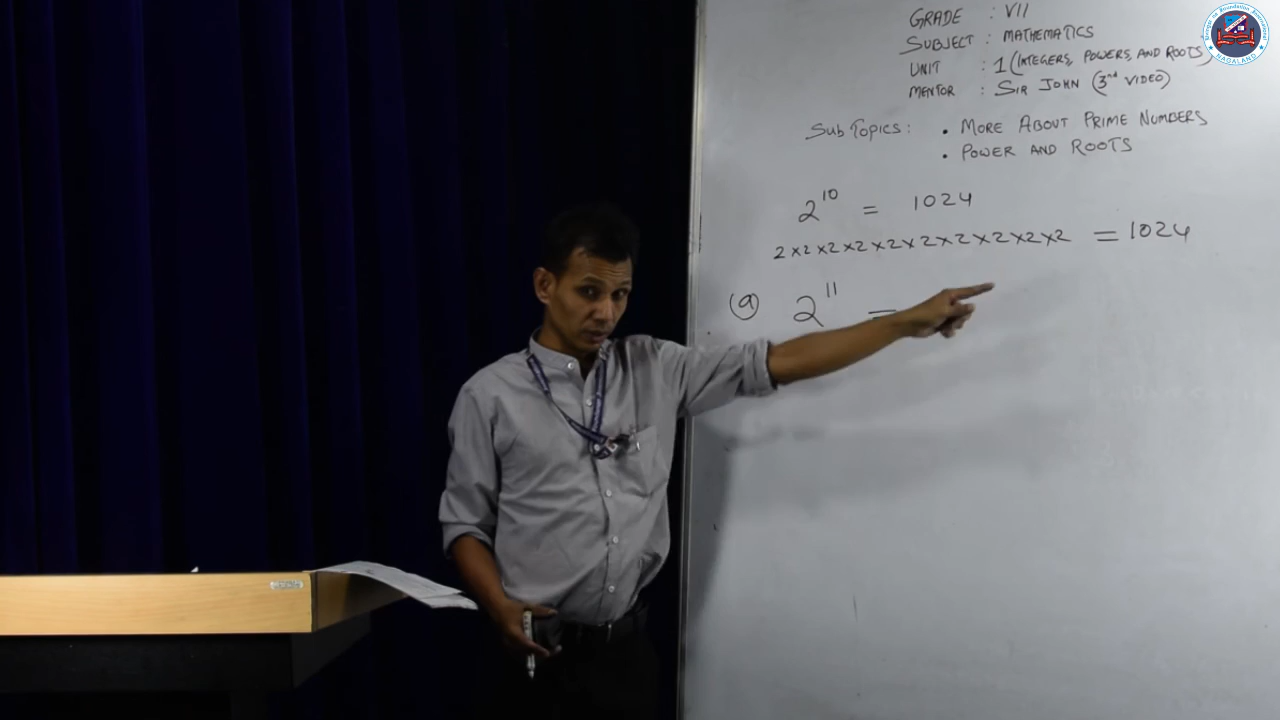 GRADE : VII
SUBJECT : MATHEMATICS
UNIT : 1 (INTEGERS, POWERS, AND ROOTS)
MENTOR : SIR JOHN (3nd VIDEO)
Sub Topics : • MORE ABOUT PRIME NUMBERS
• POWER AND ROOTS
2^10 = 1024
2×2×2×2×2×2×2×2×2×2 = 1024
(a) 2^11 =
NAGALAND